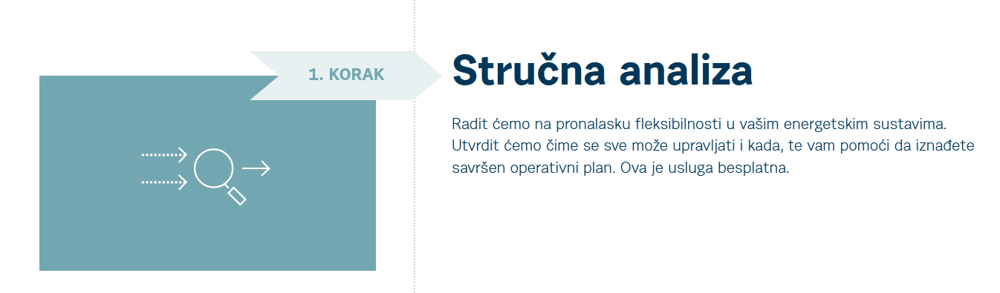 1. KORAK
Stručna analiza
Radit ćemo na pronalasku fleksibilnosti u vašim energetskim sustavima.
Utvrdit ćemo čime se sve može upravljati i kada, te vam pomoći da iznađete
savršen operativni plan. Ova je usluga besplatna.